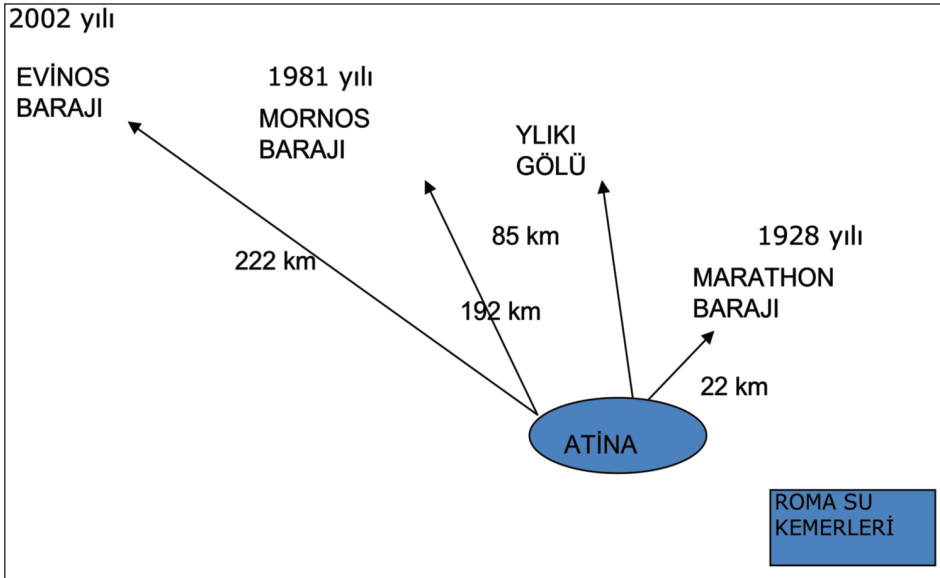 2002 yılı
EVİNOS
BARAJI
1981 yılı
MORNOS
BARAJI
YLIKI
GÖLÜ
85 km
1928 yılı
222 km
MARATHON
BARAJI
192 km
22 km
ATİNA
ROMA SU
KEMERLERİ